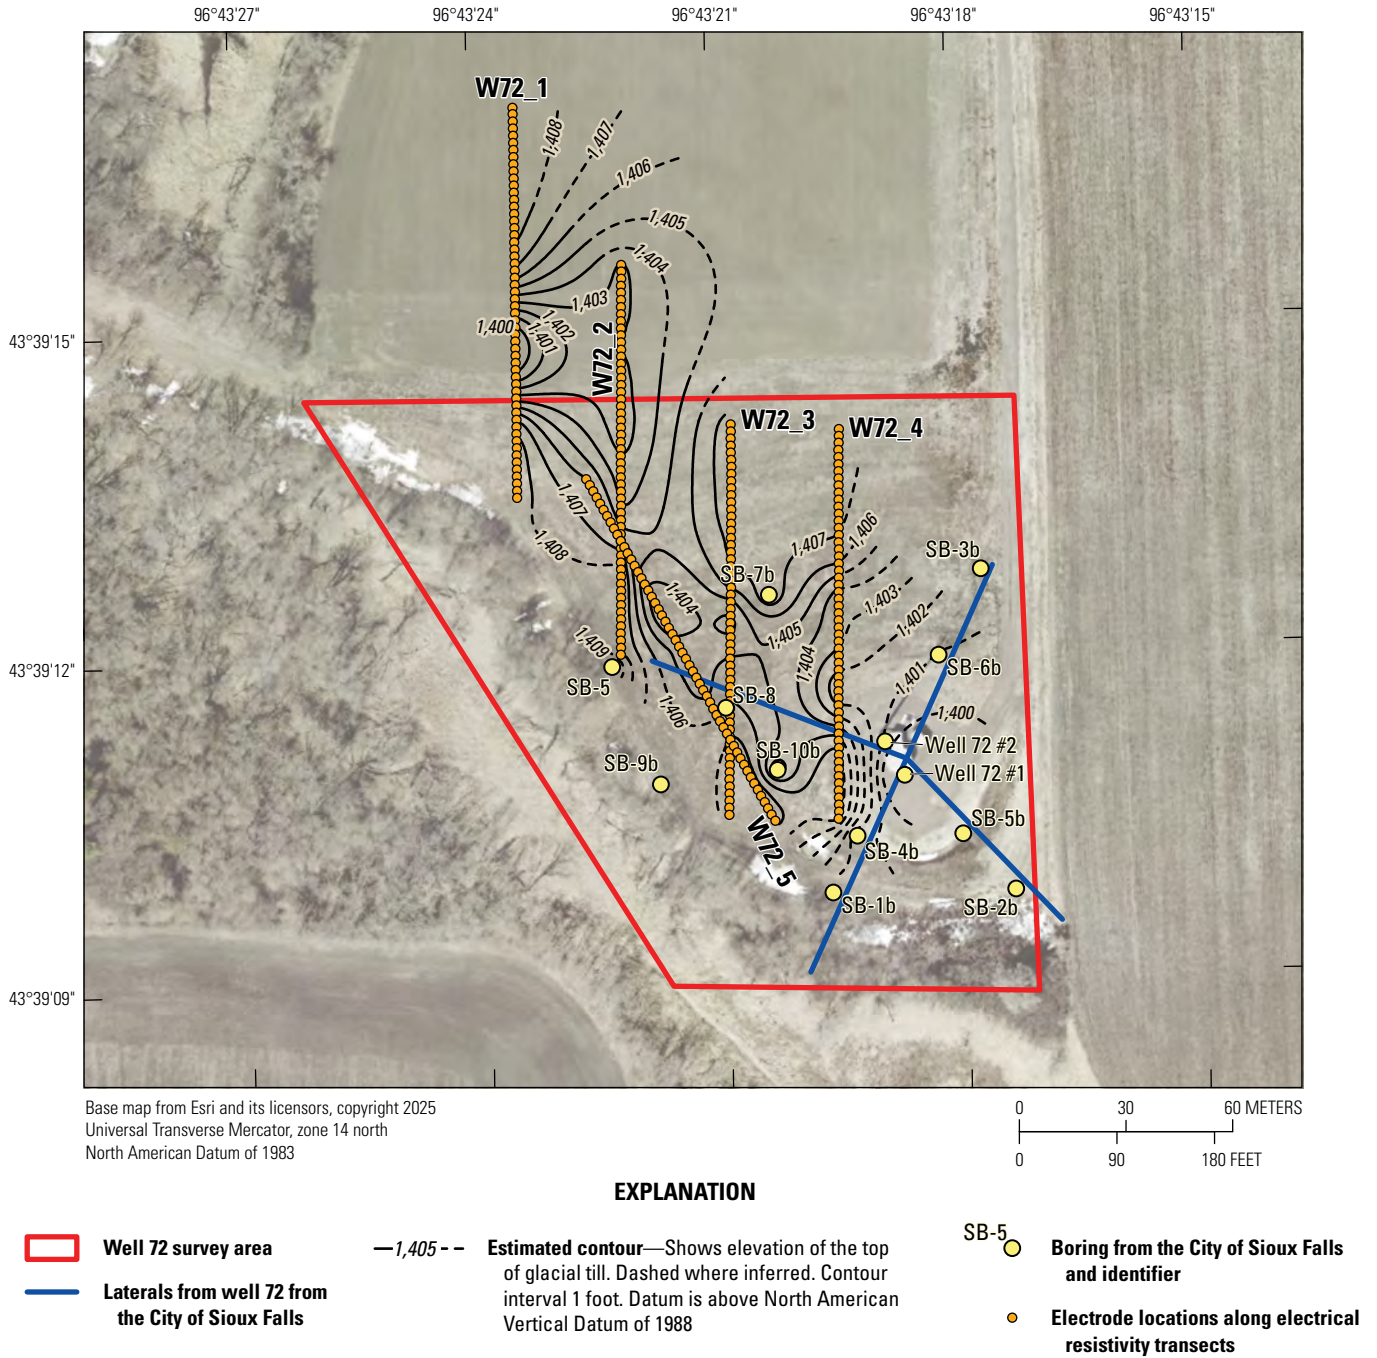 96°43'27" 96°43'24" 96°43'21" 96°43'18" 96°43'15"
W72_1
1,408
1,407
1,406
1,405
1,404
1,403
1,400
1,402
1,401
43°39'15"
W72_2
W72_3
W72_4
1,407
1,408
1,407
1,406
SB-3b
SB-7b
1,404
1,403
1,402
1,405
1,409
1,404
SB-6b
43°39'12"
1,401
SB-5
SB-8
1,406
1,400
Well 72 #2
SB-10b
SB-9b
Well 72 #1
SB-5b
W72_5
SB-4b
SB-1b
SB-2b
43°39'09"
Base map from Esri and its licensors, copyright 2025
Universal Transverse Mercator, zone 14 north
North American Datum of 1983
0 30 60 METERS
0 90 180 FEET
EXPLANATION
Well 72 survey area
Laterals from well 72 from
the City of Sioux Falls
1,405
Estimated contour—Shows elevation of the top
of glacial till. Dashed where inferred. Contour
interval 1 foot. Datum is above North American
Vertical Datum of 1988
SB-5
Boring from the City of Sioux Falls
and identifier
Electrode locations along electrical
resistivity transects